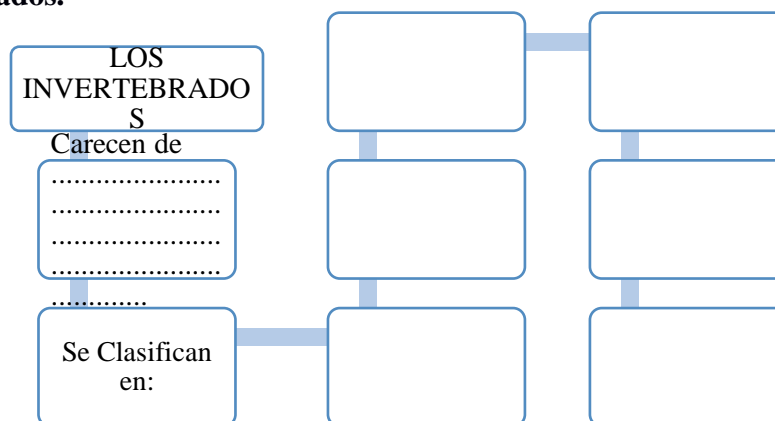 ados.
LOS
INVERTEBRADO
S
Carecen de
.......................
.......................
.......................
.......................
.............
Se Clasifican
en: